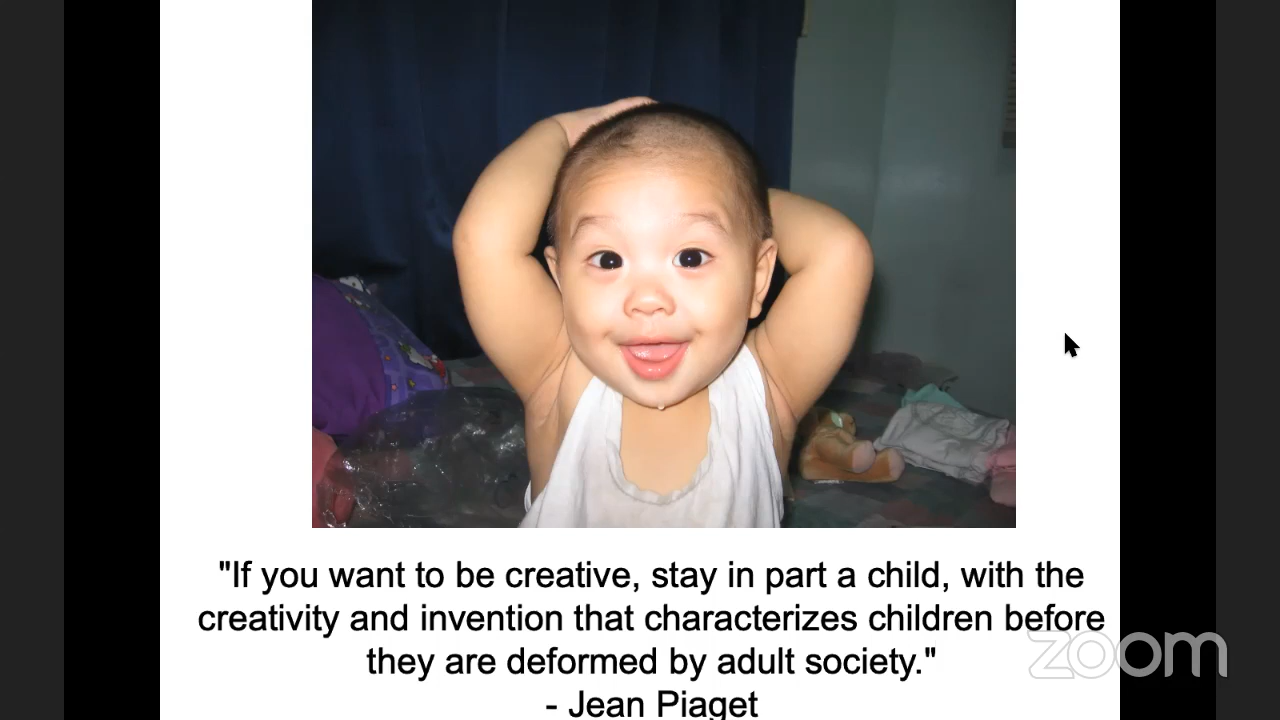 "If you want to be creative, stay in part a child, with the
creativity and invention that characterizes children before
they are deformed by adult society."
- Jean Piaget
zoom